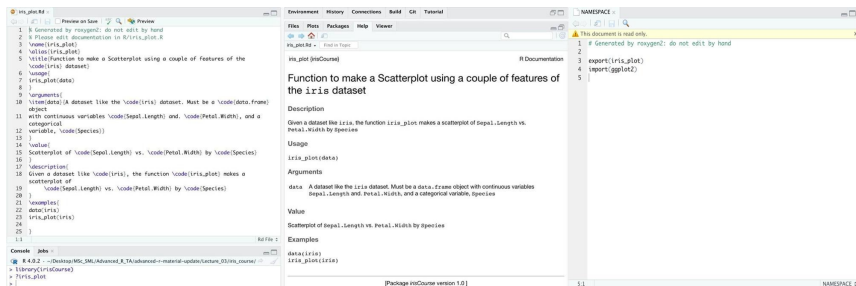 iris_plot.Rd
Preview on Save
Preview
1 % Generated by roxygen2: do not edit by hand
2 % Please edit documentation in R/iris_plot.R
3 \name{iris_plot}
4 \alias{iris_plot}
5 \title{Function to make a Scatterplot using a couple of features of the
\code{iris} dataset}
6 \usage{
7 iris_plot(data)
8 }
9 \arguments{
10 \item{data}{A dataset like the \code{iris} dataset. Must be a \code{data.frame}
object
11 with continuous variables \code{Sepal.Length} and. \code{Petal.Width}, and a
categorical
12 variable, \code{Species}}
13 }
14 \value{
15 Scatterplot of \code{Sepal.Length} vs. \code{Petal.Width} by \code{Species}
16 }
17 \description{
18 Given a dataset like \code{iris}, the function \code{iris_plot} makes a
scatterplot of
19 \code{Sepal.Length} vs. \code{Petal.Width} by \code{Species}
20 }
21 \examples{
22 data(iris)
23 iris_plot(iris)
24
25 }
1:1 Rd File
Console Jobs
R 4.0.2 · ~/Desktop/MSc_SML/Advanced_R_TA/advanced-r-material-update/Lecture_03/iris_course/
> library(irisCourse)
> ?iris_plot
>
Environment History Connections Build Git Tutorial
Files Plots Packages Help Viewer
iris_plot.Rd Find in Topic
iris_plot {irisCourse} R Documentation
Function to make a Scatterplot using a couple of features of
the iris dataset
Description
Given a dataset like iris, the function iris_plot makes a scatterplot of Sepal.Length vs.
Petal.Width by Species
Usage
iris_plot(data)
Arguments
data A dataset like the iris dataset. Must be a data.frame object with continuous variables
Sepal.Length and. Petal.Width, and a categorical variable, Species
Value
Scatterplot of Sepal.Length vs. Petal.Width by Species
Examples
data(iris)
iris_plot(iris)
[Package irisCourse version 1.0 ]
NAMESPACE
This document is read only.
1 # Generated by roxygen2: do not edit by hand
2
3 export(iris_plot)
4 import(ggplot2)
5
5:1 NAMESPACE